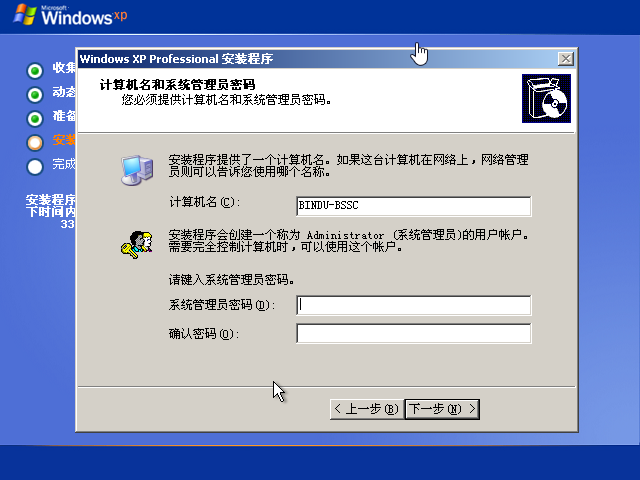 Microsoft
Windows xp
Windows XP Professional 安装程序
收集
动态
准备
安装
完成
安装程序
下时间内
33
计算机名和系统管理员密码
您必须提供计算机名和系统管理员密码。
安装程序提供了一个计算机名。如果这台计算机在网络上，网络管理
员则可以告诉您使用哪个名称。
计算机名(C):
BINDU-BSSC
安装程序会创建一个称为 Administrator (系统管理员)的用户帐户。
需要完全控制计算机时，可以使用这个帐户。
请键入系统管理员密码。
系统管理员密码(D):
确认密码(O):
< 上一步(B)
下一步(N) >